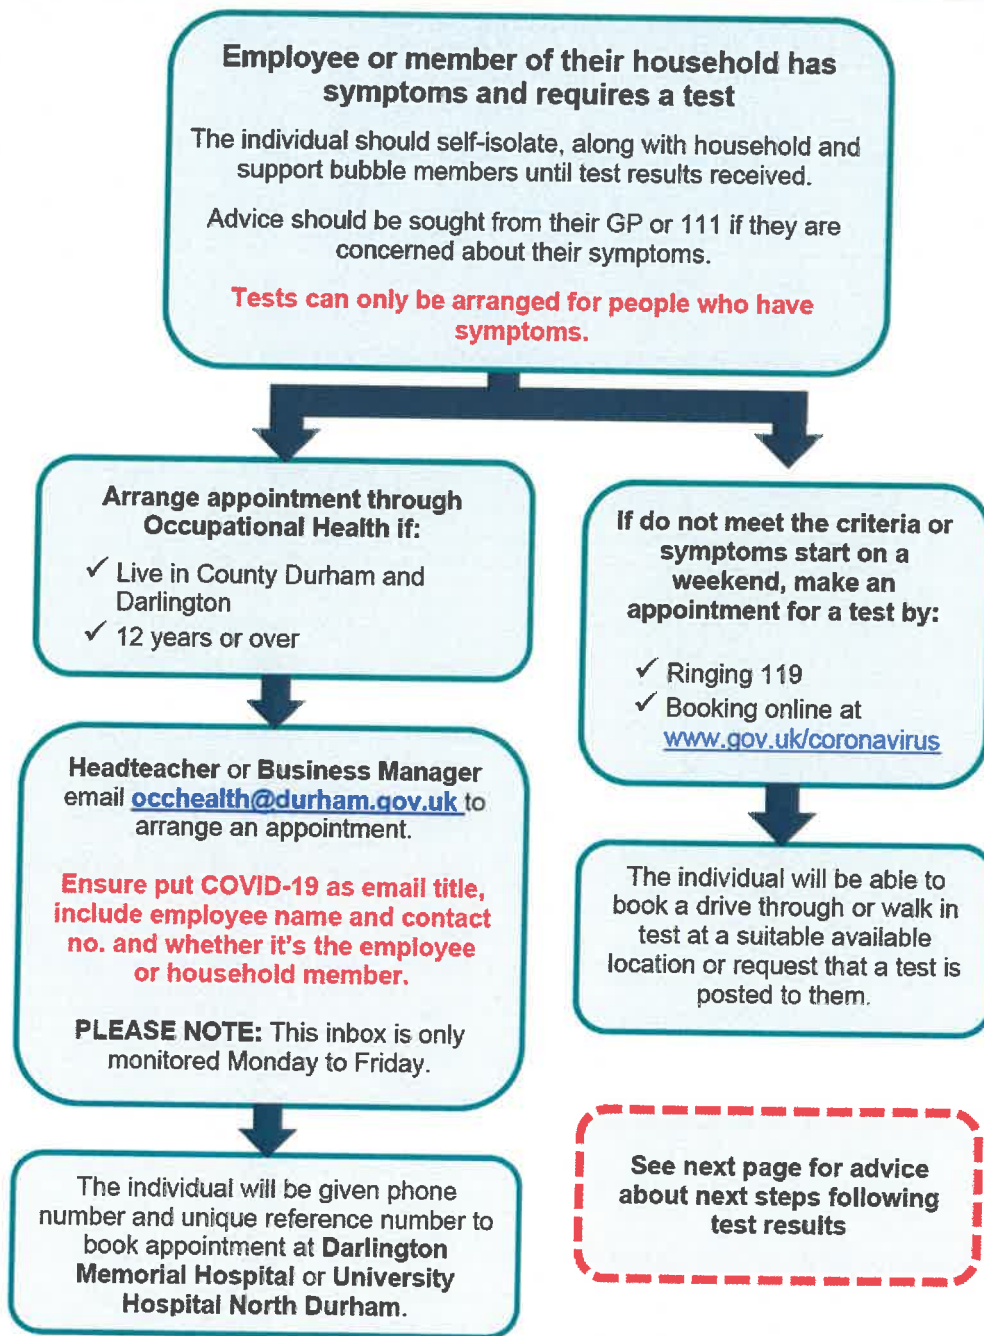 Employee or member of their household has
symptoms and requires a test
The individual should self-isolate, along with household and
support bubble members until test results received.
Advice should be sought from their GP or 111 if they are
concerned about their symptoms.
Tests can only be arranged for people who have
symptoms.
Arrange appointment through
Occupational Health if:
✓ Live in County Durham and
Darlington
✓ 12 years or over
Headteacher or Business Manager
email occhealth@durham.gov.uk to
arrange an appointment.
Ensure put COVID-19 as email title,
include employee name and contact
no. and whether it's the employee
or household member.
PLEASE NOTE: This inbox is only
monitored Monday to Friday.
The individual will be given phone
number and unique reference number to
book appointment at Darlington
Memorial Hospital or University
Hospital North Durham.
If do not meet the criteria or
symptoms start on a
weekend, make an
appointment for a test by:
✓ Ringing 119
✓ Booking online at
www.gov.uk/coronavirus
The individual will be able to
book a drive through or walk in
test at a suitable available
location or request that a test is
posted to them.
See next page for advice
about next steps following
test results